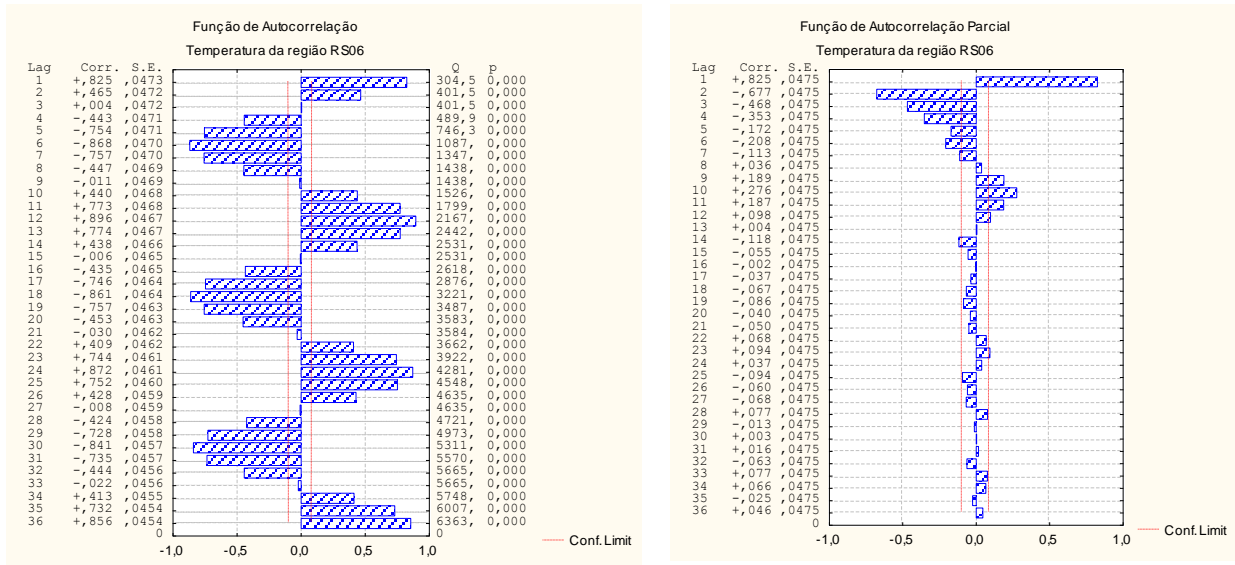 Função de Autocorrelação
Temperatura da região RS06
Lag Corr. S.E. Q p
1 +,825 ,0473 304,5 0,000
2 +,465 ,0472 401,5 0,000
3 +,004 ,0472 401,5 0,000
4 -,443 ,0471 489,9 0,000
5 -,754 ,0471 746,3 0,000
6 -,868 ,0470 1087, 0,000
7 -,757 ,0470 1347, 0,000
8 -,447 ,0469 1438, 0,000
9 -,011 ,0469 1438, 0,000
10 +,440 ,0468 1526, 0,000
11 +,773 ,0468 1799, 0,000
12 +,896 ,0467 2167, 0,000
13 +,774 ,0467 2442, 0,000
14 +,438 ,0466 2531, 0,000
15 -,006 ,0465 2531, 0,000
16 -,435 ,0465 2618, 0,000
17 -,746 ,0464 2876, 0,000
18 -,861 ,0464 3221, 0,000
19 -,757 ,0463 3487, 0,000
20 -,453 ,0463 3583, 0,000
21 -,030 ,0462 3584, 0,000
22 +,409 ,0462 3662, 0,000
23 +,744 ,0461 3922, 0,000
24 +,872 ,0461 4281, 0,000
25 +,752 ,0460 4548, 0,000
26 +,428 ,0459 4635, 0,000
27 -,008 ,0459 4635, 0,000
28 -,424 ,0458 4721, 0,000
29 -,728 ,0458 4973, 0,000
30 -,841 ,0457 5311, 0,000
31 -,735 ,0457 5570, 0,000
32 -,444 ,0456 5665, 0,000
33 -,022 ,0456 5665, 0,000
34 +,413 ,0455 5748, 0,000
35 +,732 ,0455 6007, 0,000
36 +,856 ,0454 6363, 0,000
0 0
-1,0 -0,5 0,0 0,5 1,0
Conf. Limit
Função de Autocorrelação Parcial
Temperatura da região RS06
Lag Corr. S.E.
1 +,825 ,0475
2 -,677 ,0475
3 -,468 ,0475
4 -,353 ,0475
5 -,172 ,0475
6 -,208 ,0475
7 -,113 ,0475
8 +,036 ,0475
9 +,189 ,0475
10 +,276 ,0475
11 +,187 ,0475
12 +,098 ,0475
13 +,004 ,0475
14 -,118 ,0475
15 -,055 ,0475
16 -,002 ,0475
17 -,037 ,0475
18 -,067 ,0475
19 -,086 ,0475
20 -,040 ,0475
21 -,050 ,0475
22 +,068 ,0475
23 +,094 ,0475
24 +,037 ,0475
25 -,094 ,0475
26 -,060 ,0475
27 -,068 ,0475
28 +,077 ,0475
29 -,013 ,0475
30 +,003 ,0475
31 +,016 ,0475
32 -,063 ,0475
33 +,077 ,0475
34 +,066 ,0475
35 -,025 ,0475
36 +,046 ,0475
0
-1,0 -0,5 0,0 0,5 1,0
Conf. Limit